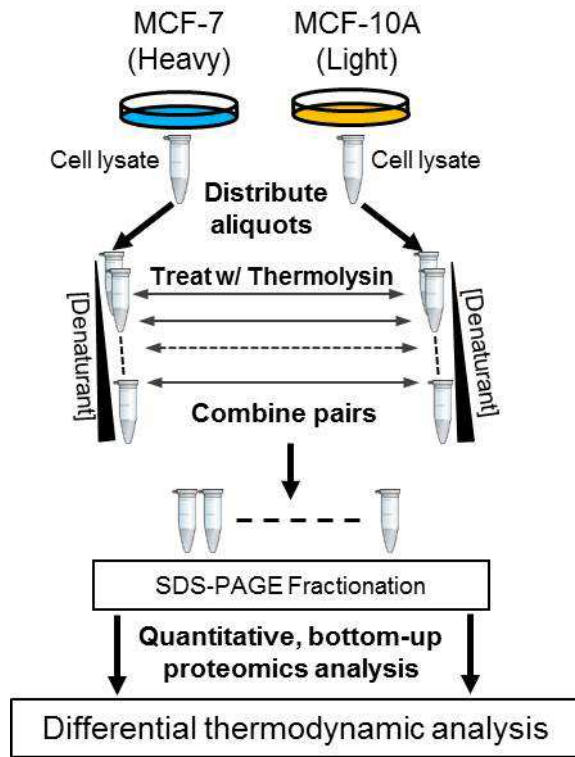 MCF-7
(Heavy)
MCF-10A
(Light)
Cell lysate
Cell lysate
Distribute
aliquots
Treat w/ Thermolysin
[Denaturant]
[Denaturant]
Combine pairs
SDS-PAGE Fractionation
Quantitative, bottom-up
proteomics analysis
Differential thermodynamic analysis